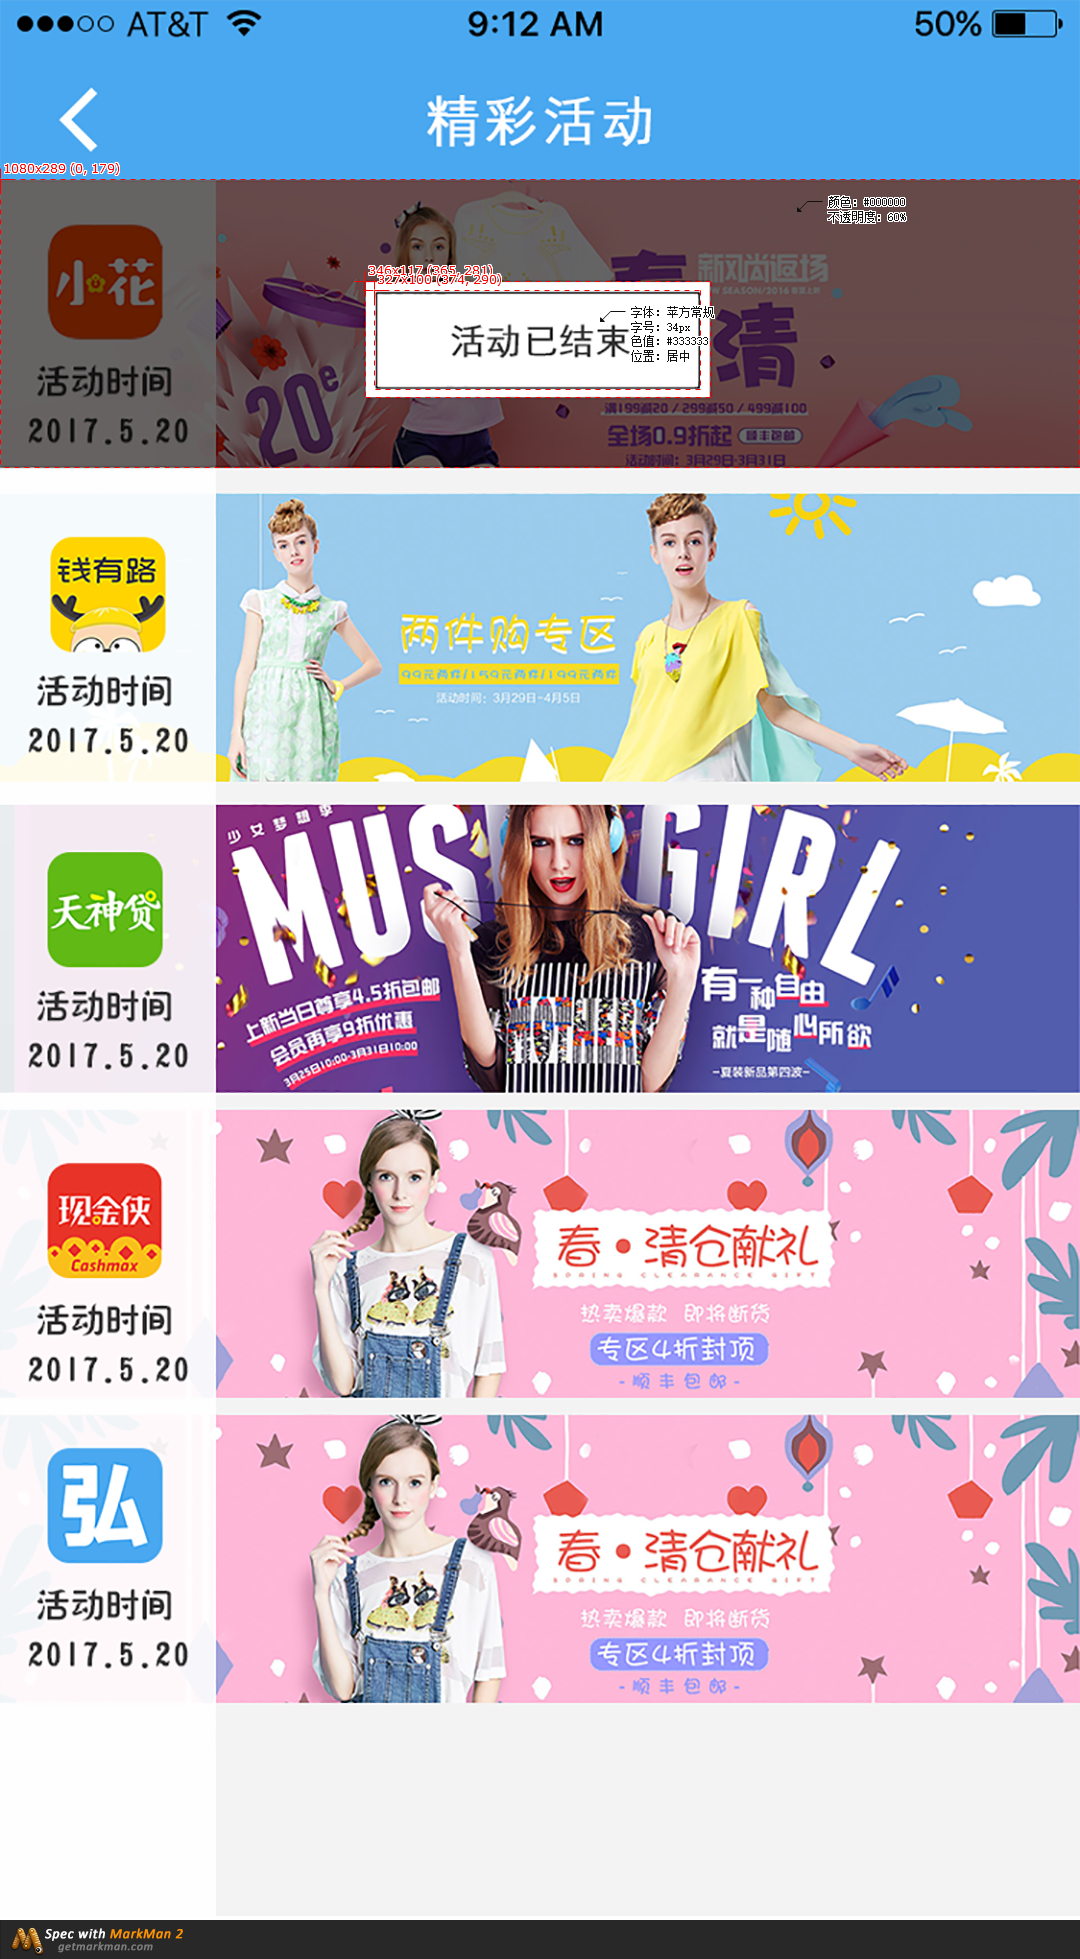 AT&T 9:12 AM 50%
精彩活动
1080x289 (0, 179)
颜色：#000000
不透明度：60%
小花
活动时间
2017.5.20
20e
春 新风尚返场
NEW SEASON/2016
清
满199减20 / 299减50 / 499减100
全场0.9折起 顺丰包邮
活动时间：3月29日-3月31日
346x117 (365, 281)
327x100 (374, 290)
活动已结束
字体：苹方常规
字号：34px
色值：#333333
位置：居中
钱有路
活动时间
2017.5.20
两件购专区
99元两件/159元两件/199元两件
活动时间：3月29日-4月5日
天神贷
活动时间
2017.5.20
少女梦想季
MUS GIRL
上新当日尊享4.5折包邮
会员再享9折优惠
3月25日10:00-3月31日10:00
有一种自由
就是随心所欲
-夏装新品第四波-
现金侠
Cashmax
活动时间
2017.5.20
春·清仓献礼
SPRING CLEARANCE GIFT
热卖爆款 即将断货
专区4折封顶
-顺丰包邮-
弘
活动时间
2017.5.20
春·清仓献礼
SPRING CLEARANCE GIFT
热卖爆款 即将断货
专区4折封顶
-顺丰包邮-
Spec with MarkMan 2
getmarkman.com